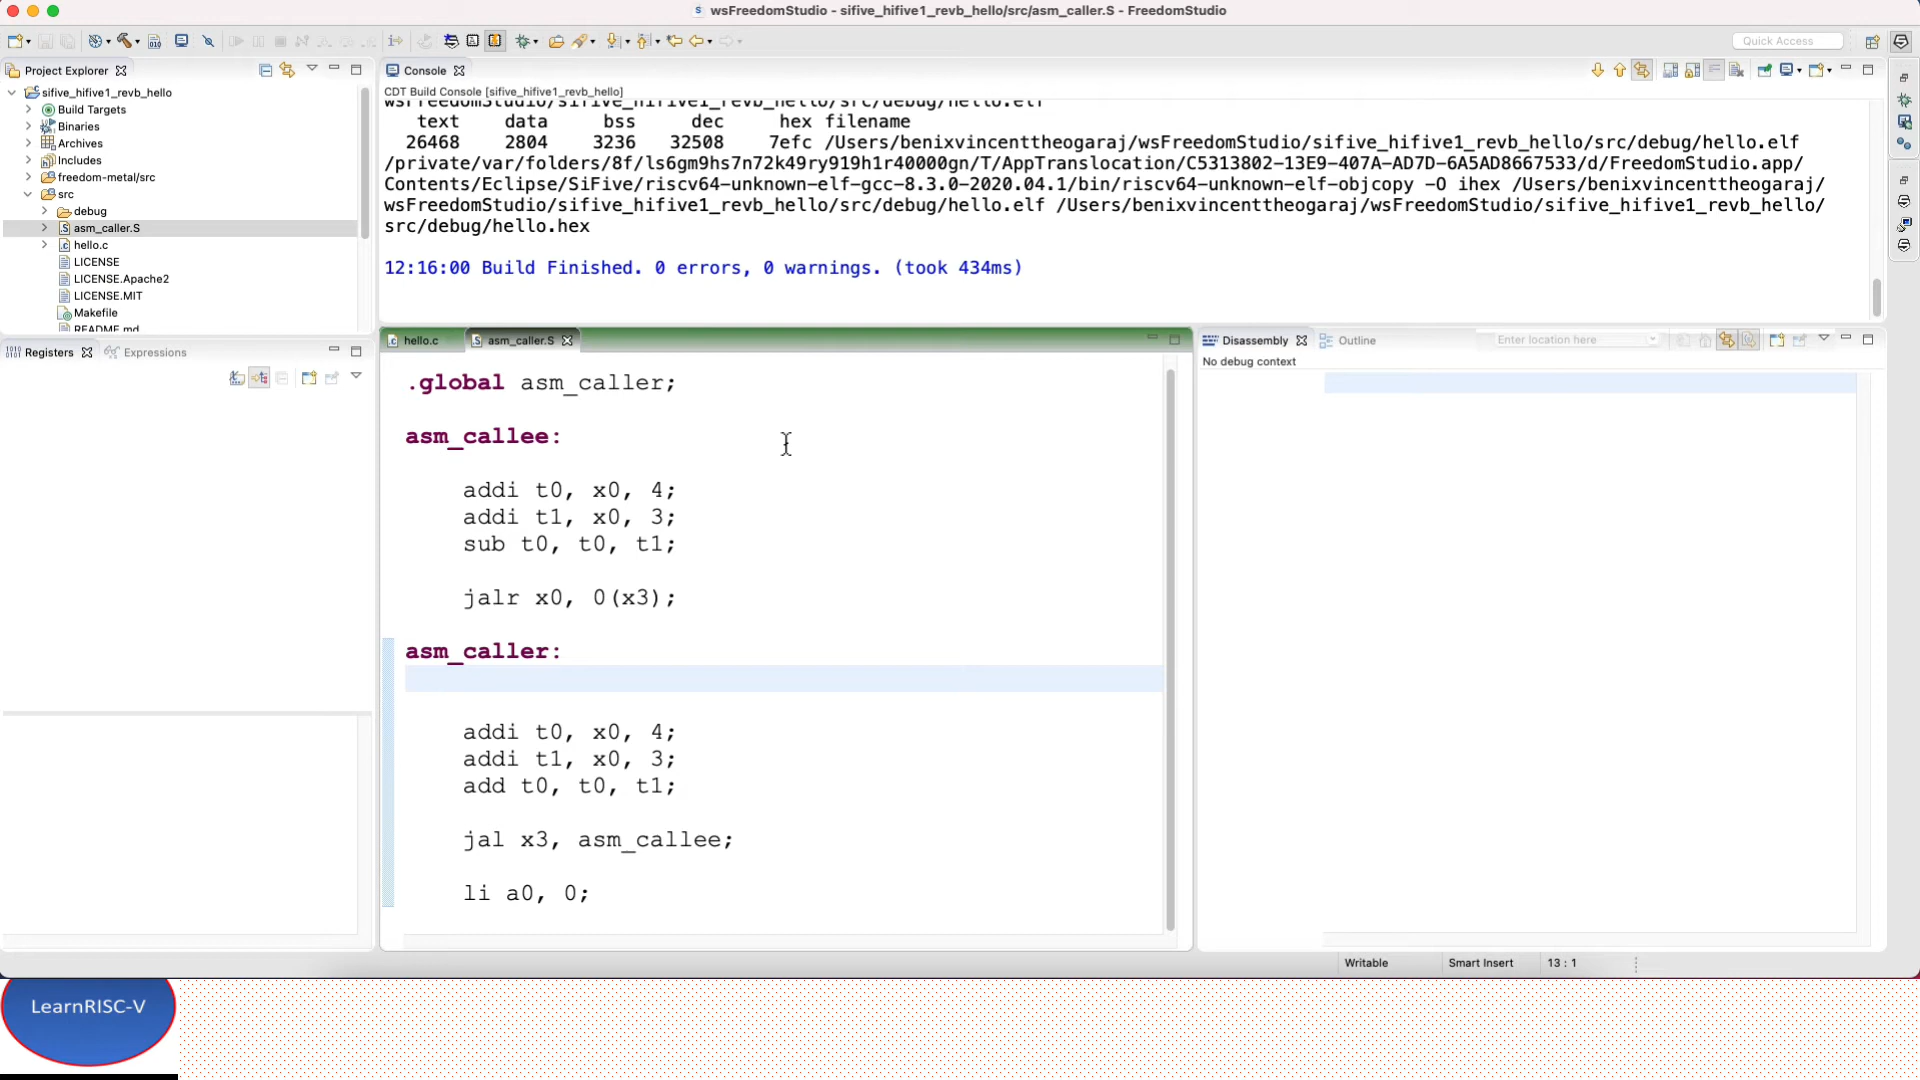 wsFreedomStudio - sifive_hifive1_revb_hello/src/asm_caller.S - FreedomStudio
Quick Access
Project Explorer
sifive_hifive1_revb_hello
Build Targets
Binaries
Archives
Includes
freedom-metal/src
src
debug
asm_caller.S
hello.c
LICENSE
LICENSE.Apache2
LICENSE.MIT
Makefile
README.md
Console
CDT Build Console [sifive_hifive1_revb_hello]
wsFreedomStudio/sifive_hifive1_revb_hello/src/debug/hello.elf
text data bss dec hex filename
26468 2804 3236 32508 7efc /Users/benixvincenttheogaraj/wsFreedomStudio/sifive_hifive1_revb_hello/src/debug/hello.elf
/private/var/folders/8f/ls6gm9hs7n72k49ry919h1r40000gn/T/AppTranslocation/C5313802-13E9-407A-AD7D-6A5AD8667533/d/FreedomStudio.app/
Contents/Eclipse/SiFive/riscv64-unknown-elf-gcc-8.3.0-2020.04.1/bin/riscv64-unknown-elf-objcopy -O ihex /Users/benixvincenttheogaraj/
wsFreedomStudio/sifive_hifive1_revb_hello/src/debug/hello.elf /Users/benixvincenttheogaraj/wsFreedomStudio/sifive_hifive1_revb_hello/
src/debug/hello.hex
12:16:00 Build Finished. 0 errors, 0 warnings. (took 434ms)
Registers
Expressions
hello.c
asm_caller.S
.global asm_caller;
asm_callee:
addi t0, x0, 4;
addi t1, x0, 3;
sub t0, t0, t1;
jalr x0, 0(x3);
asm_caller:
addi t0, x0, 4;
addi t1, x0, 3;
add t0, t0, t1;
jal x3, asm_callee;
li a0, 0;
Disassembly
Outline
Enter location here
No debug context
Writable
Smart Insert
13 : 1
LearnRISC-V